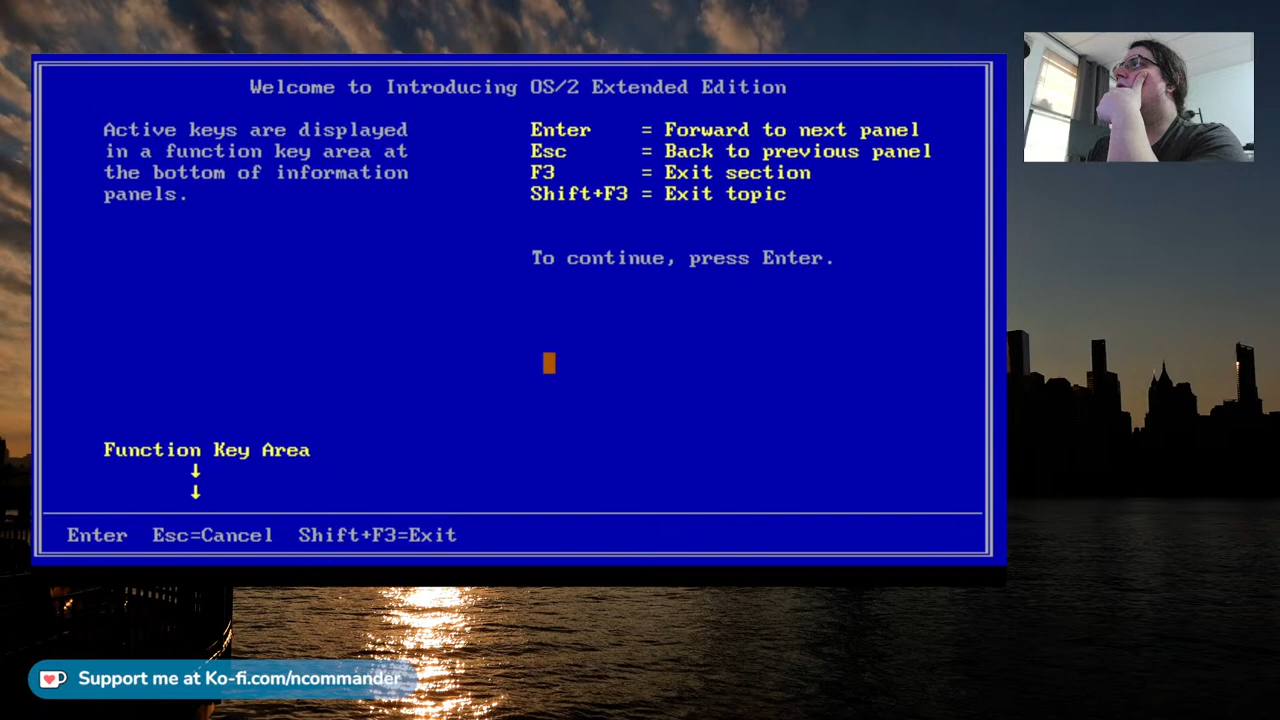 Welcome to Introducing OS/2 Extended Edition
Active keys are displayed
in a function key area at
the bottom of information
panels.
Enter = Forward to next panel
Esc = Back to previous panel
F3 = Exit section
Shift+F3 = Exit topic
To continue, press Enter.
Function Key Area
↓
↓
Enter Esc=Cancel Shift+F3=Exit
Support me at Ko-fi.com/ncommander